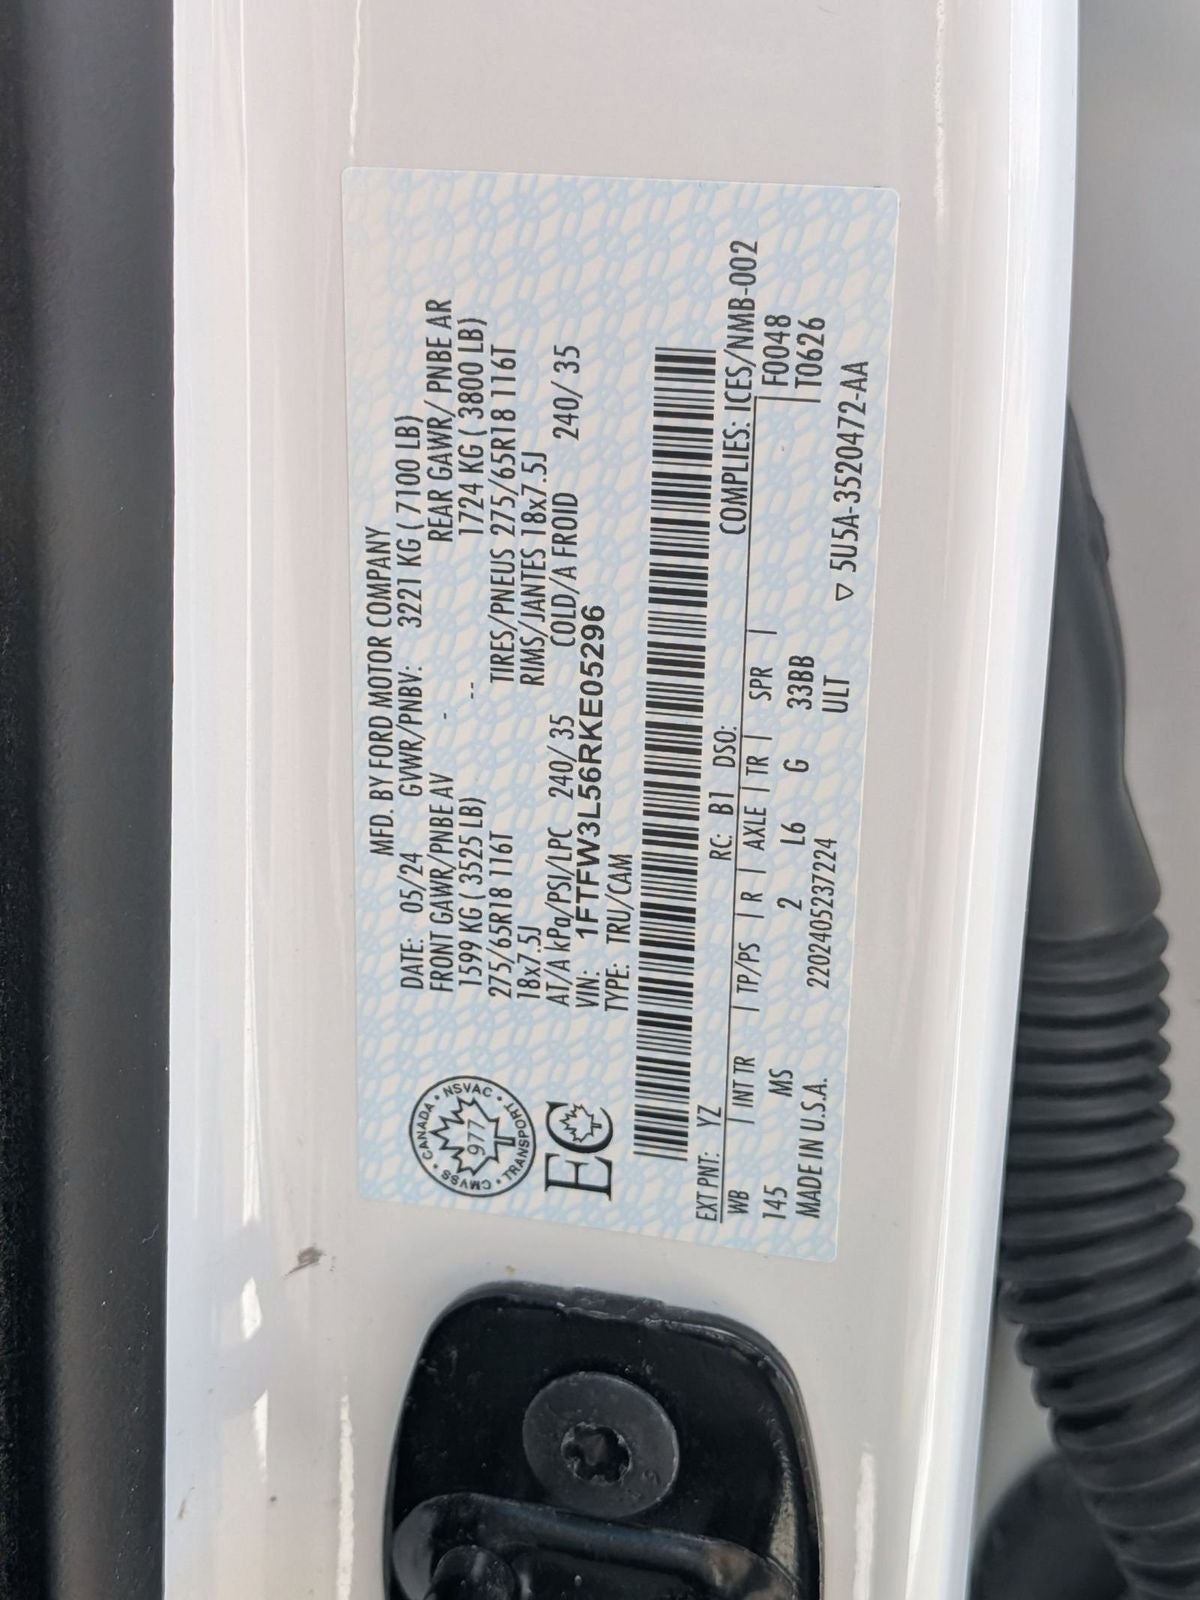 MFD. BY FORD MOTOR COMPANY
DATE: 05/24 GVWR/PNBV: 3221 KG ( 7100 LB)
FRONT GAWR/PNBE AV - REAR GAWR/ PNBE AR
1599 KG ( 3525 LB) -- 1724 KG ( 3800 LB)
275/65R18 116T TIRES/PNEUS 275/65R18 116T
18x7.5J RIMS/JANTES 18x7.5J
AT/A kPa/PSI/LPC 240/ 35 COLD/A FROID 240/ 35
VIN: 1FTFW3L56RKE05296
TYPE: TRU/CAM
CANADA • NSVAC • TRANSPORT • CMVSS •
977
EC
EXT PNT: YZ RC: B1 DSO: COMPLIES: ICES/NMB-002
WB | INT TR | TP/PS | R | AXLE | TR | SPR | | F0048
145 MS 2 L6 G 33BB T0626
MADE IN U.S.A. 2202405237224 ULT
▽ 5U5A-3520472-AA